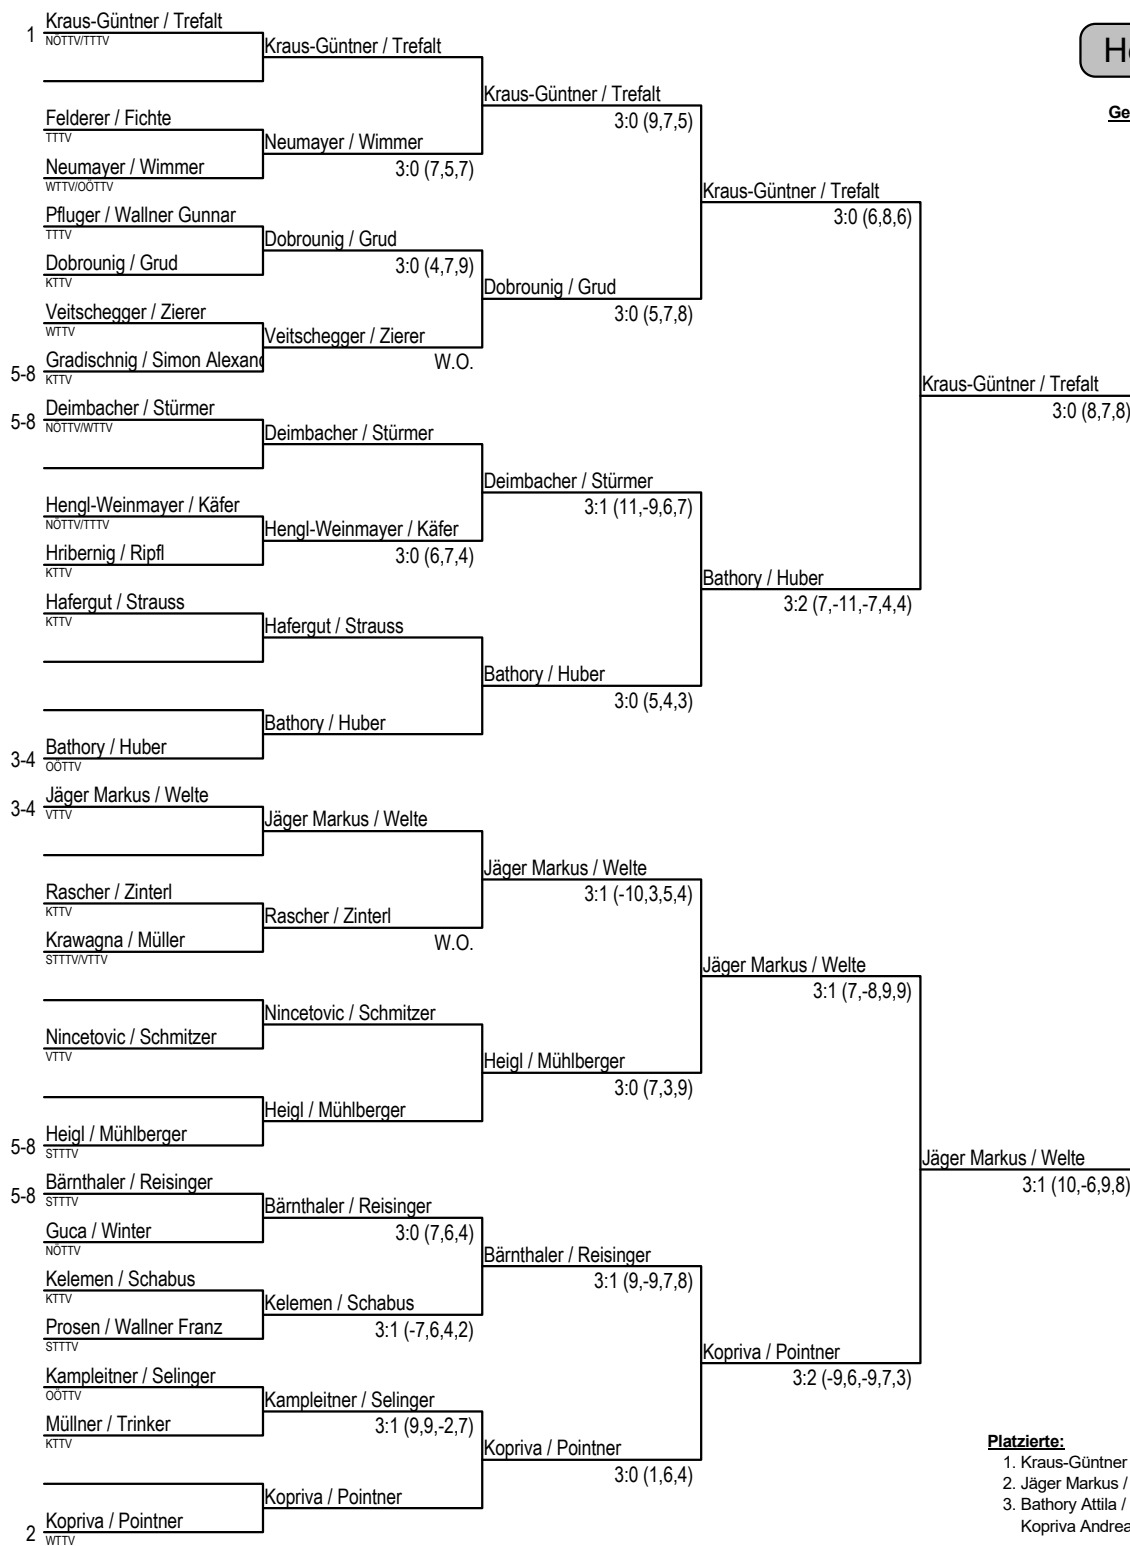 1 Kraus-Güntner / Trefalt
NÖTTV/TTTV
Felderer / Fichte
TTTV
Neumayer / Wimmer
WTTV/OÖTTV
Pfluger / Wallner Gunnar
TTTV
Dobrounig / Grud
KTTV
Veitschegger / Zierer
WTTV
5-8 Gradischnig / Simon
KTTV
5-8 Deimbacher / Stürmer
NÖTTV/WTTV
Hengl-Weinmayer / Käfer
NÖTTV/TTTV
Hribernig / Ripfl
KTTV
Hafergut / Strauss
KTTV
3-4 Bathory / Huber
OÖTTV
3-4 Jäger Markus / Welte
VTTV
Rascher / Zinterl
KTTV
Krawagna / Müller
STTTV/VTTV
Nincetovic / Schmitzer
VTTV
5-8 Heigl / Mühlberger
STTTV
5-8 Bärnthaler / Reisinger
STTTV
Guca / Winter
NÖTTV
Kelemen / Schabus
KTTV
Prosen / Wallner Franz
STTTV
Kampleitner / Selinger
OÖTTV
Müllner / Trinker
KTTV
2 Kopriva / Pointner
WTTV
Kraus-Güntner / Trefalt
Neumayer / Wimmer
3:0 (7,5,7)
Dobrounig / Grud
3:0 (4,7,9)
Veitschegger / Zierer
W.O.
Deimbacher / Stürmer
Hengl-Weinmayer / Käfer
3:0 (6,7,4)
Hafergut / Strauss
Bathory / Huber
Jäger Markus / Welte
Rascher / Zinterl
W.O.
Nincetovic / Schmitzer
Heigl / Mühlberger
Bärnthaler / Reisinger
3:0 (7,6,4)
Kelemen / Schabus
3:1 (-7,6,4,2)
Kampleitner / Selinger
3:1 (9,9,-2,7)
Kopriva / Pointner
Kraus-Güntner / Trefalt
3:0 (9,7,5)
Dobrounig / Grud
3:0 (5,7,8)
Deimbacher / Stürmer
3:1 (11,-9,6,7)
Bathory / Huber
3:0 (5,4,3)
Jäger Markus / Welte
3:1 (-10,3,5,4)
Heigl / Mühlberger
3:0 (7,3,9)
Bärnthaler / Reisinger
3:1 (9,-9,7,8)
Kopriva / Pointner
3:0 (1,6,4)
Kraus-Güntner / Trefalt
3:0 (6,8,6)
Bathory / Huber
3:2 (7,-11,-7,4,4)
Jäger Markus / Welte
3:1 (7,-8,9,9)
Kopriva / Pointner
3:2 (-9,6,-9,7,3)
Kraus-Güntner / Trefalt
3:0 (8,7,8)
Jäger Markus / Welte
3:1 (10,-6,9,8)
Platzierte:
1. Kraus-Güntner
2. Jäger Markus /
3. Bathory Attila /
Kopriva